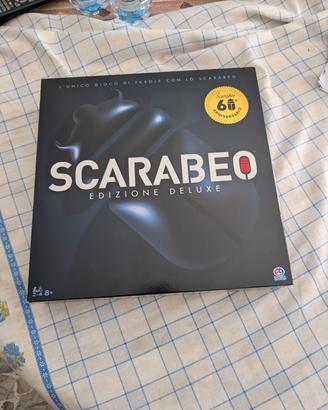 L'UNICO GIOCO DI PAROLE CON LO SCARABEO
Scarabeo
60
ANNIVERSARIO
SCARABEO
EDIZIONE DELUXE
2-4 8+